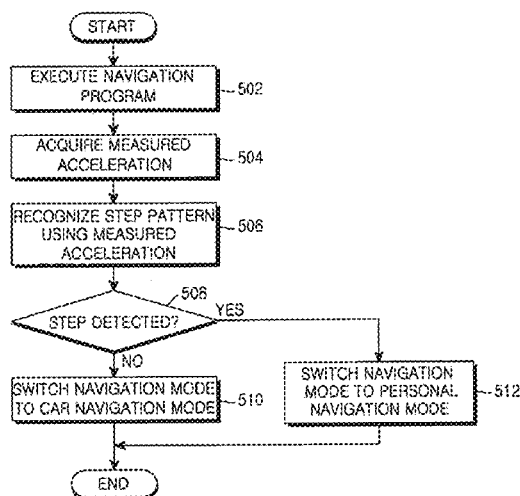 START
EXECUTE NAVIGATION
PROGRAM
502
ACQUIRE MEASURED
ACCELERATION
504
RECOGNIZE STEP PATTERN
USING MEASURED
ACCELERATION
506
508
STEP DETECTED?
YES
NO
SWITCH NAVIGATION MODE
TO CAR NAVIGATION MODE
510
SWITCH NAVIGATION
MODE TO PERSONAL
NAVIGATION MODE
512
END